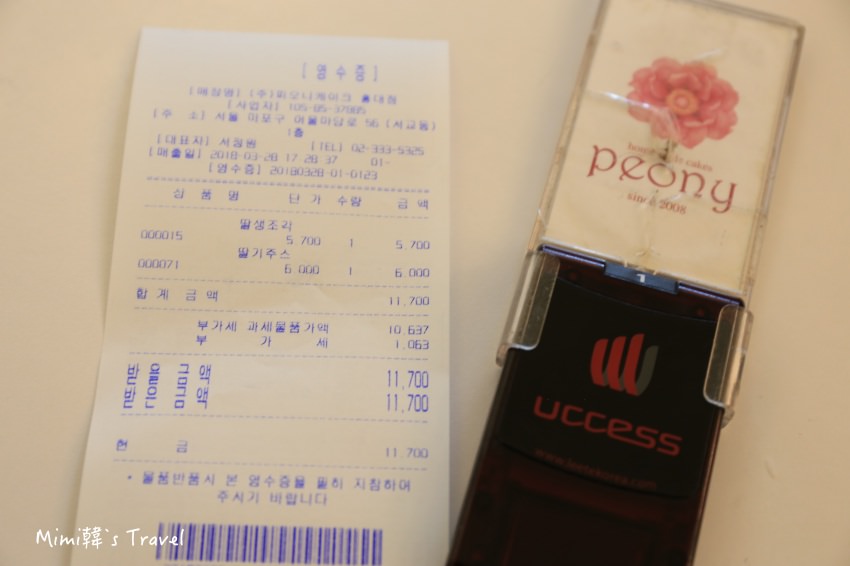 [ 영 수 증 ]
[매장명] (주)피오니케이크 홀대점
[사업자] 105-05-37005
[주 소] 서울 마포구 어울마당로 56 (서교동)
1층
[대표자] 서정원 [TEL] 02-333-5325
[매출일] 2018-03-28 17 28 37 01-
[영수증] 20180328-01-0123
상 품 명 단 가 수량 금 액
딸생조각
000015 5.700 1 5.700
딸기주스
000071 6.000 1 6.000
합 계 금 액 11.700
부가세 과세물품가액 10.637
부 가 세 1.063
받 을 금 액 11,700
받 은 금 액 11,700
현 금 11.700
* 물품반품시 본 영수증을 필히 지참하여
주시기 바랍니다
Mimi韓`s Travel
peony
since 2008
1
uccess